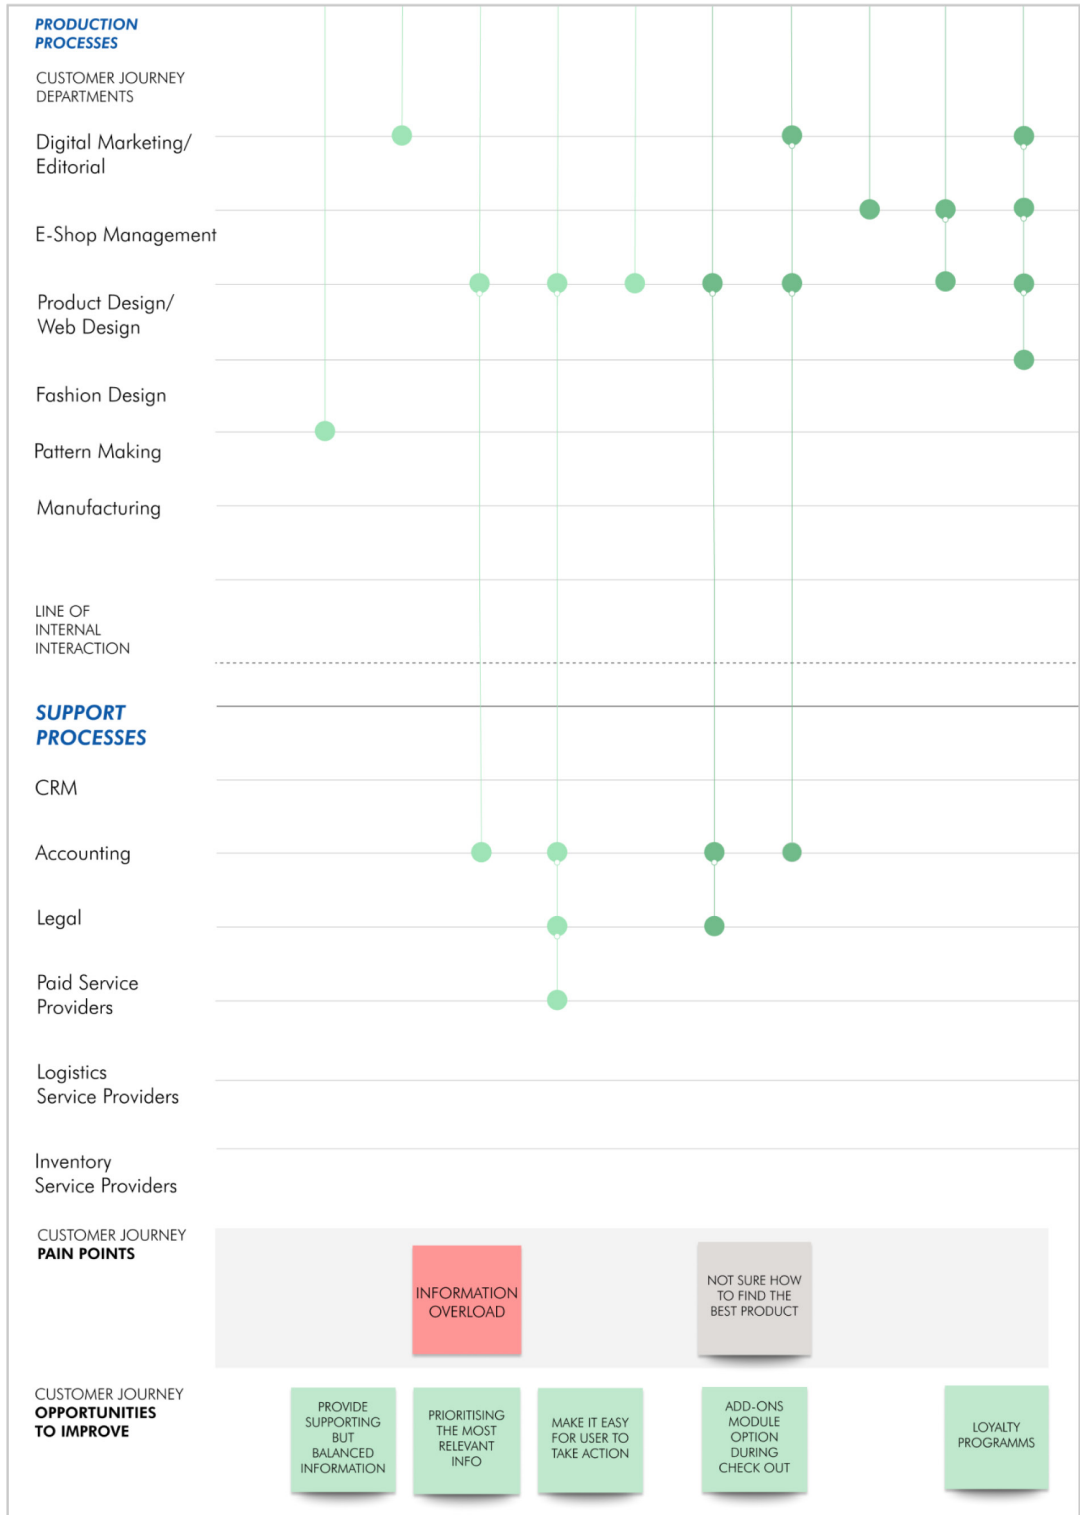 PRODUCTION
PROCESSES
CUSTOMER JOURNEY
DEPARTMENTS
Digital Marketing/
Editorial
E-Shop Management
Product Design/
Web Design
Fashion Design
Pattern Making
Manufacturing
LINE OF
INTERNAL
INTERACTION
SUPPORT
PROCESSES
CRM
Accounting
Legal
Paid Service
Providers
Logistics
Service Providers
Inventory
Service Providers
CUSTOMER JOURNEY
PAIN POINTS
INFORMATION
OVERLOAD
NOT SURE HOW
TO FIND THE
BEST PRODUCT
CUSTOMER JOURNEY
OPPORTUNITIES
TO IMPROVE
PROVIDE
SUPPORTING
BUT
BALANCED
INFORMATION
PRIORITISING
THE MOST
RELEVANT
INFO
MAKE IT EASY
FOR USER TO
TAKE ACTION
ADD-ONS
MODULE
OPTION
DURING
CHECK OUT
LOYALTY
PROGRAMMS